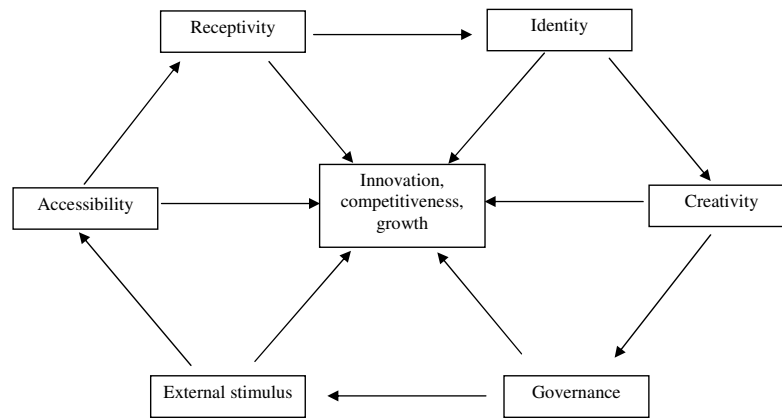 Receptivity
Identity
Accessibility
Innovation,
competitiveness,
growth
Creativity
External stimulus
Governance